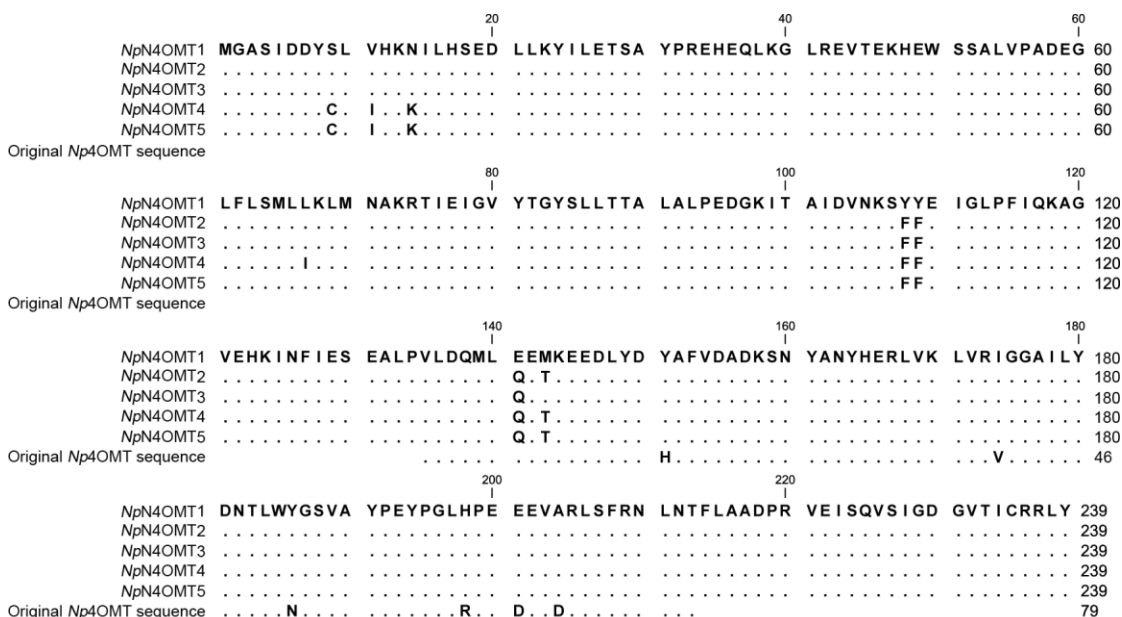 20 40 60
NpN4OMT1 MGASIDDYSL VHKNILHSED LLKYILETSA YPREHEQLKG LREVTEKHEW SSALVPADEG 60
NpN4OMT2 .......... .......... .......... .......... .......... .......... 60
NpN4OMT3 .......... .......... .......... .......... .......... .......... 60
NpN4OMT4 ........C. I..K...... .......... .......... .......... .......... 60
NpN4OMT5 ........C. I..K...... .......... .......... .......... .......... 60
Original Np4OMT sequence
80 100 120
NpN4OMT1 LFLSMLLKLM NAKRTIEIGV YTGYSLLTTA LALPEDGKIT AIDVNKSYYE IGLPFIQKAG 120
NpN4OMT2 .......... .......... .......... .......... .......FF. .......... 120
NpN4OMT3 .......... .......... .......... .......... .......FF. .......... 120
NpN4OMT4 ......I... .......... .......... .......... .......FF. .......... 120
NpN4OMT5 .......... .......... .......... .......... .......FF. .......... 120
Original Np4OMT sequence
140 160 180
NpN4OMT1 VEHKINFIES EALPVLDQML EEMKEEDLYD YAFVDADKSN YANYHERLVK LVRIGGAILY 180
NpN4OMT2 .......... .......... Q.T....... .......... .......... .......... 180
NpN4OMT3 .......... .......... Q......... .......... .......... .......... 180
NpN4OMT4 .......... .......... Q.T....... .......... .......... .......... 180
NpN4OMT5 .......... .......... Q.T....... .......... .......... .......... 180
Original Np4OMT sequence ...... .......... H......... .......... ...V...... 46
200 220
NpN4OMT1 DNTLWYGSVA YPEYPGLHPE EEVARLSFRN LNTFLAADPR VEISQVSIGD GVTICRRLY 239
NpN4OMT2 .......... .......... .......... .......... .......... ......... 239
NpN4OMT3 .......... .......... .......... .......... .......... ......... 239
NpN4OMT4 .......... .......... .......... .......... .......... ......... 239
NpN4OMT5 .......... .......... .......... .......... .......... ......... 239
Original Np4OMT sequence .....N.... .......R.. D..D...... ... 79